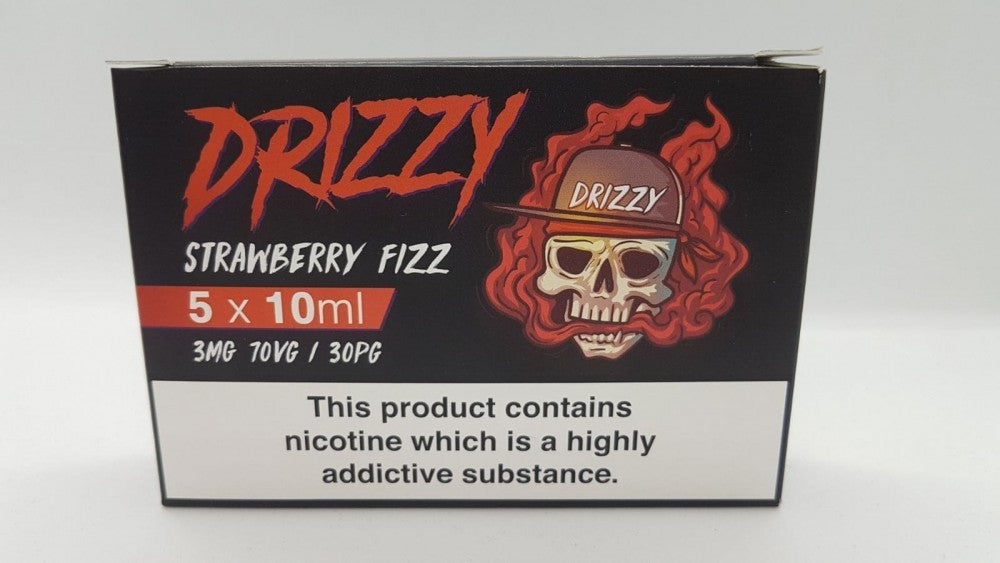 DRIZZY
DRIZZY
STRAWBERRY FIZZ
5 x 10ml
3MG 70VG / 30PG
This product contains
nicotine which is a highly
addictive substance.